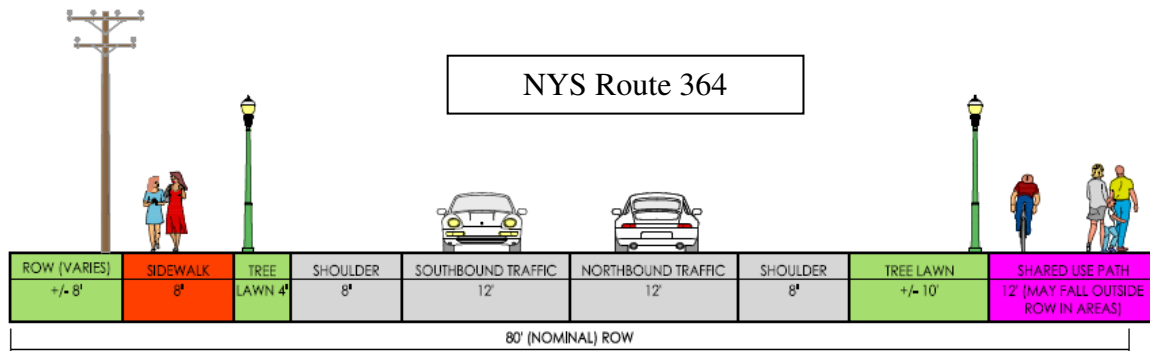 NYS Route 364
ROW (VARIES)
+/- 8'
SIDEWALK
8'
TREE
LAWN 4'
SHOULDER
8'
SOUTHBOUND TRAFFIC
12'
NORTHBOUND TRAFFIC
12'
SHOULDER
8'
TREE LAWN
+/- 10'
SHARED USE PATH
12' (MAY FALL OUTSIDE
ROW IN AREAS)
80' (NOMINAL) ROW